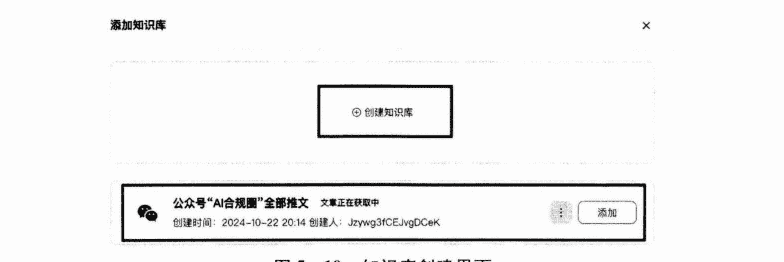 添加知识库 ×
创建知识库
公众号“AI合规圈”全部推文 文章正在获取中
创建时间: 2024-10-22 20:14 创建人: Jzywg3fCEJvgDCeK
添加